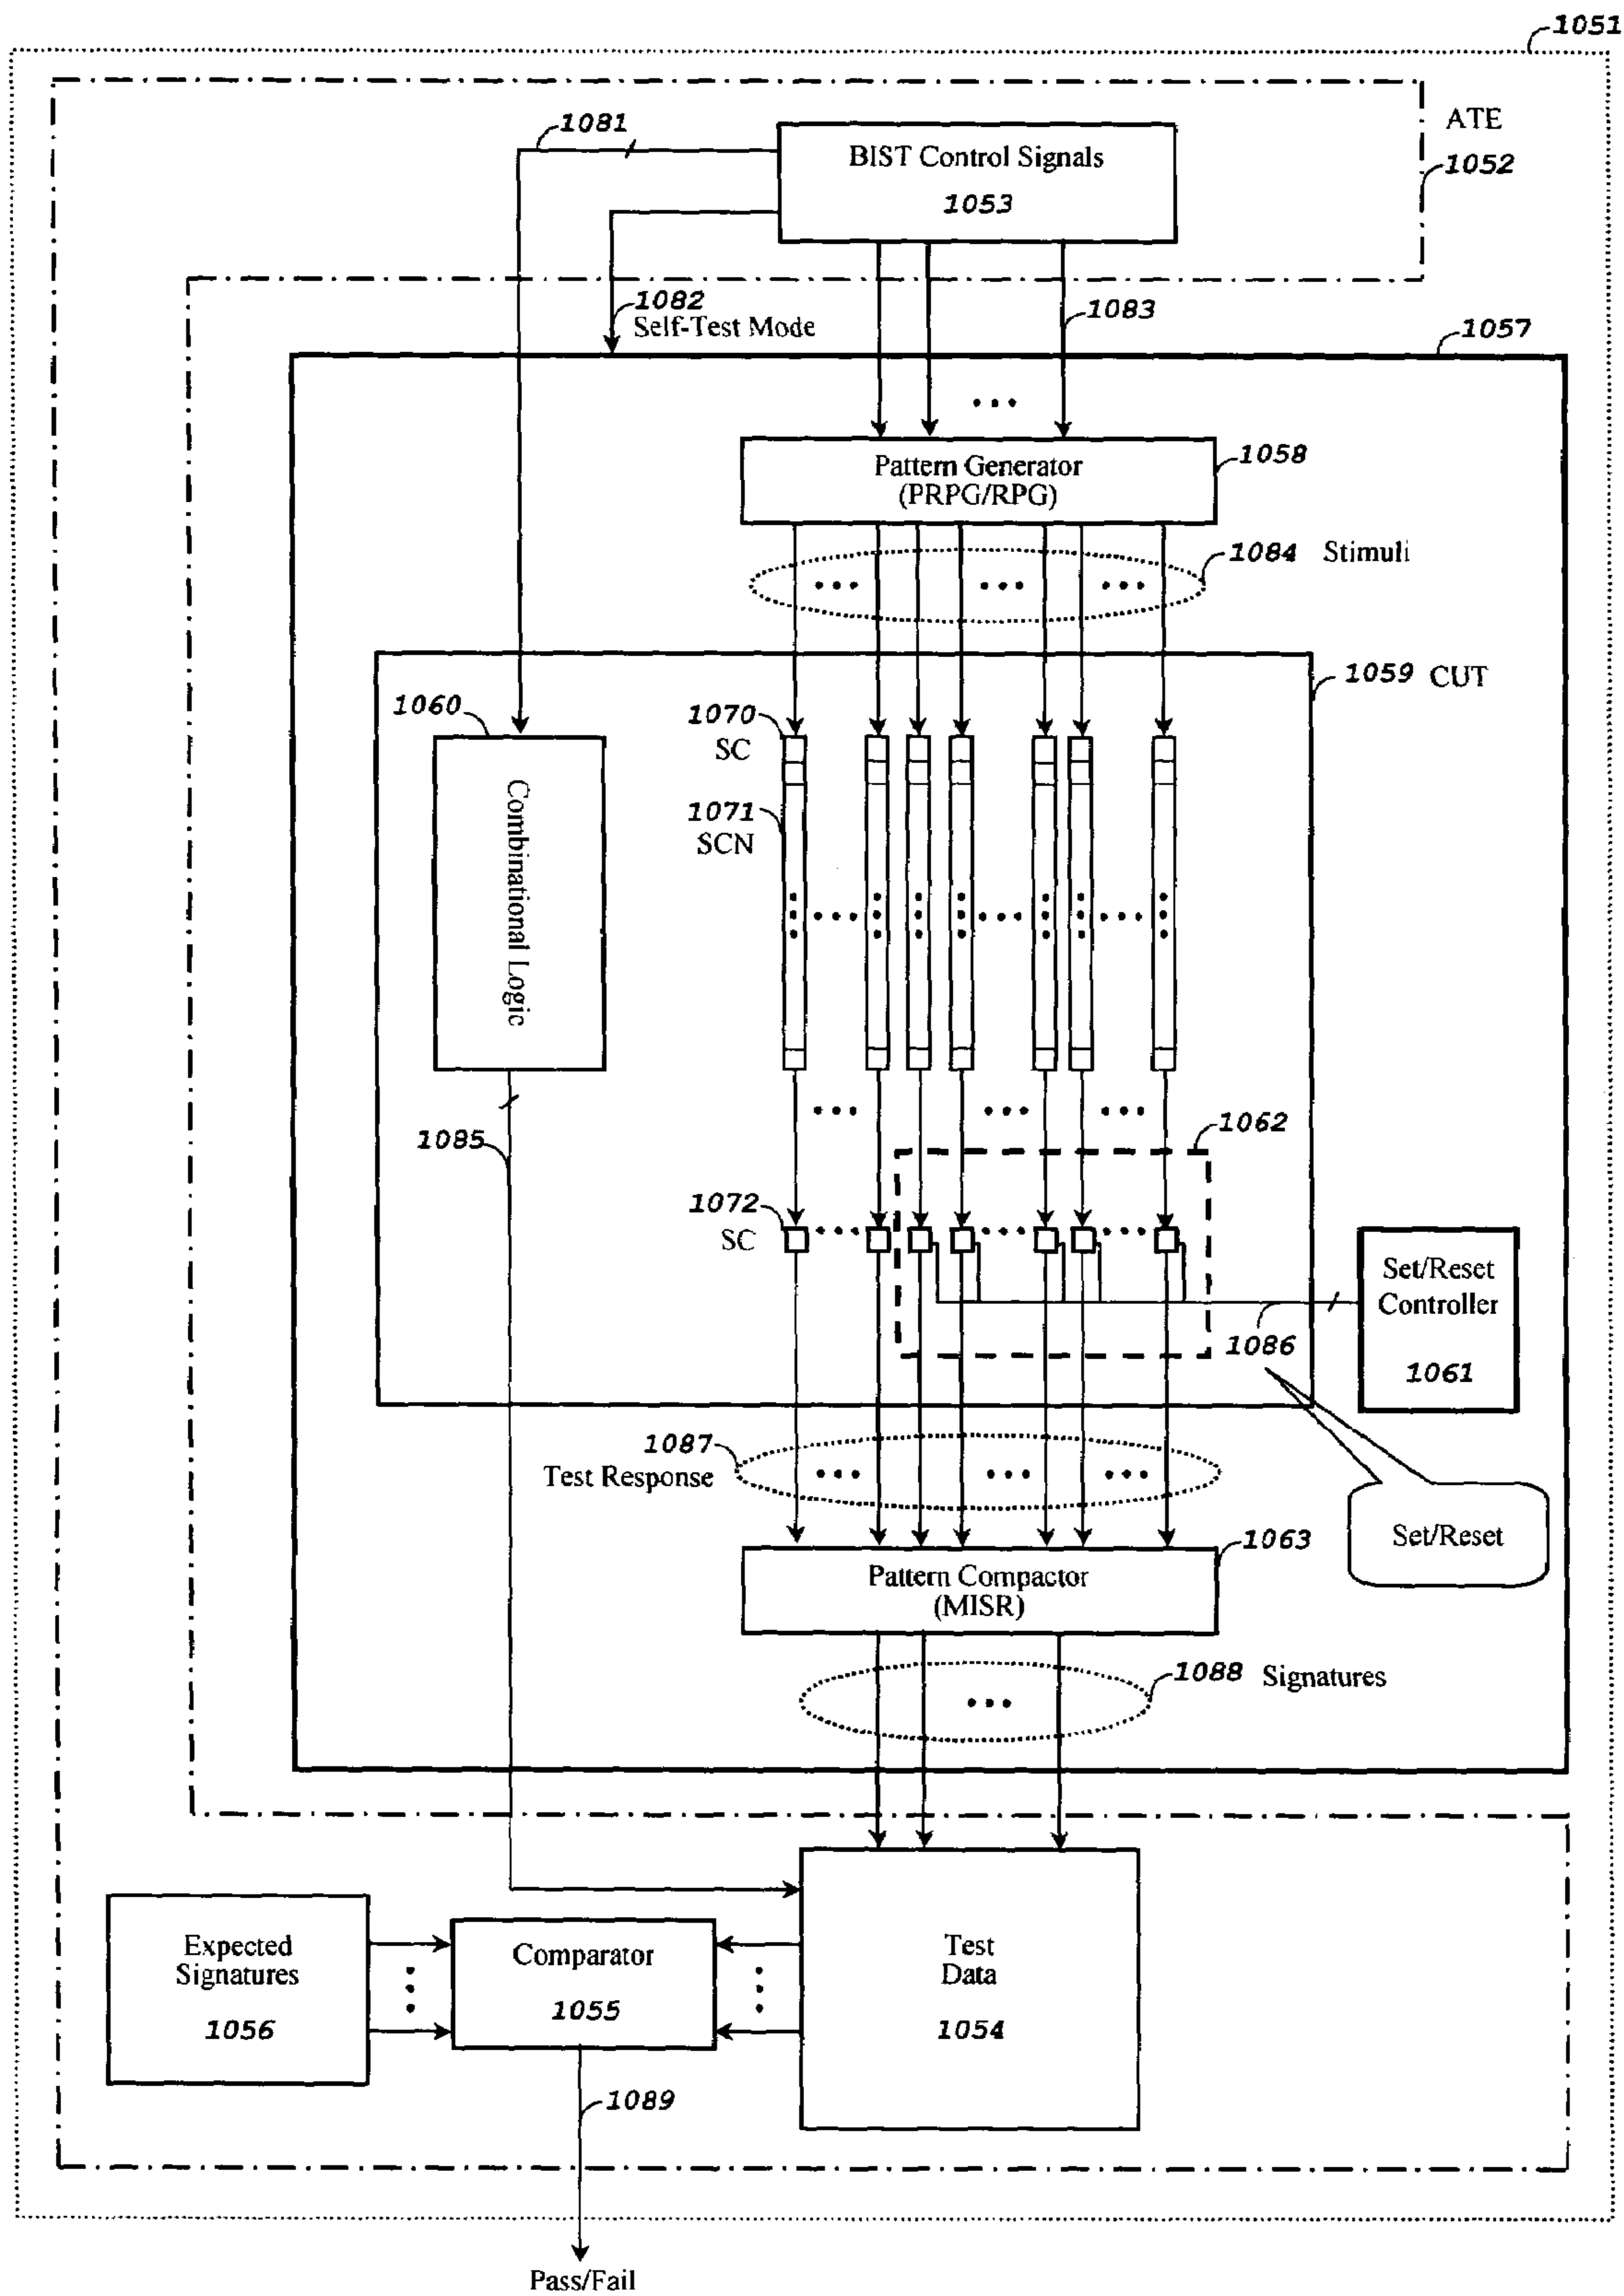 1051
ATE
1052
1081
BIST Control Signals
1053
1082
Self-Test Mode
1083
1057
Pattern Generator
(PRPG/RPG)
1058
1084 Stimuli
1059 CUT
1060
Combinational Logic
1070
SC
1071
SCN
1062
1085
1072
SC
Set/Reset
Controller
1061
1086
1087
Test Response
Set/Reset
Pattern Compactor
(MISR)
1063
1088 Signatures
Expected
Signatures
1056
Comparator
1055
Test
Data
1054
1089
Pass/Fail